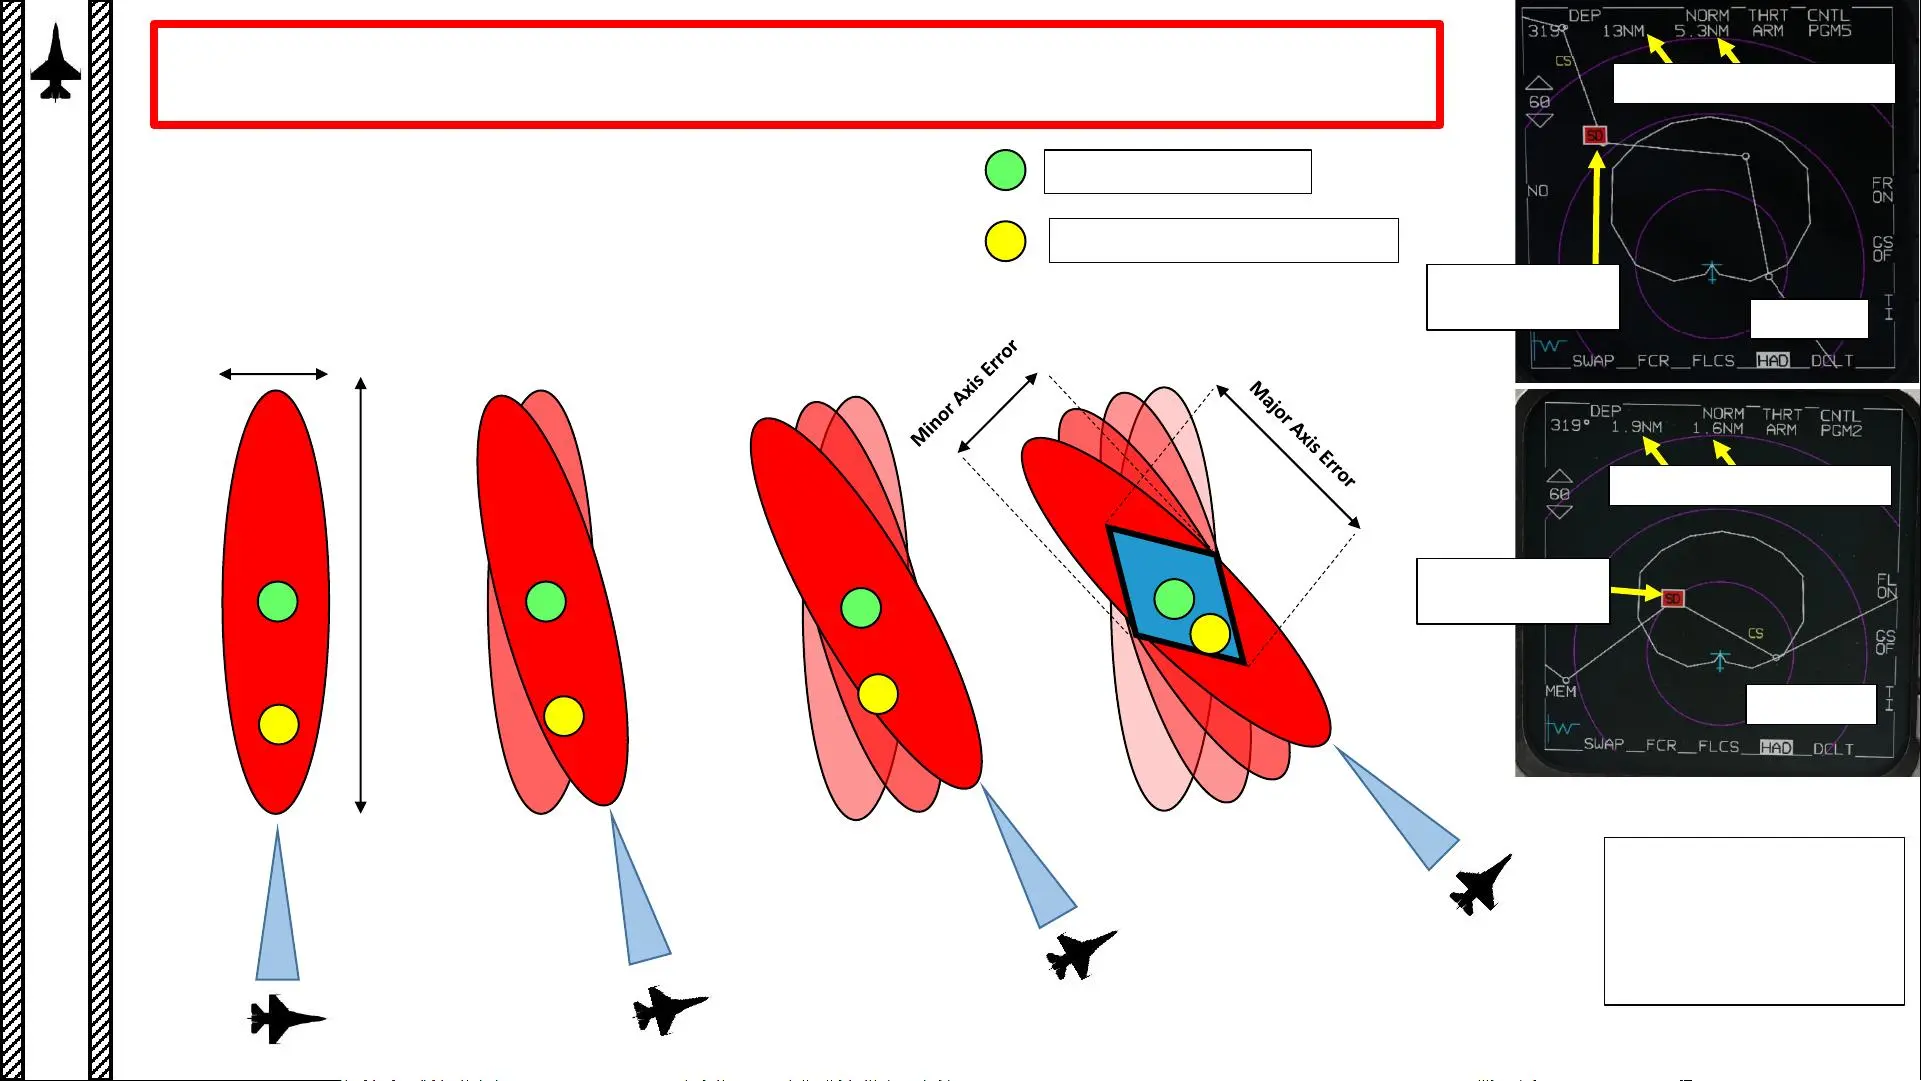 DEP NORM THRT CNTL
319° 13NM 5.3NM ARM PGM5
CS
60
SD
NO
FR
ON
GS
OF
T
I
SWAP FCR FLCS HAD DCLT
Minor Axis Error
Major Axis Error
DEP NORM THRT CNTL
319° 1.9NM 1.6NM ARM PGM2
60
SD
FL
ON
CS
GS
OF
MEM
T
I
SWAP FCR FLCS HAD DCLT